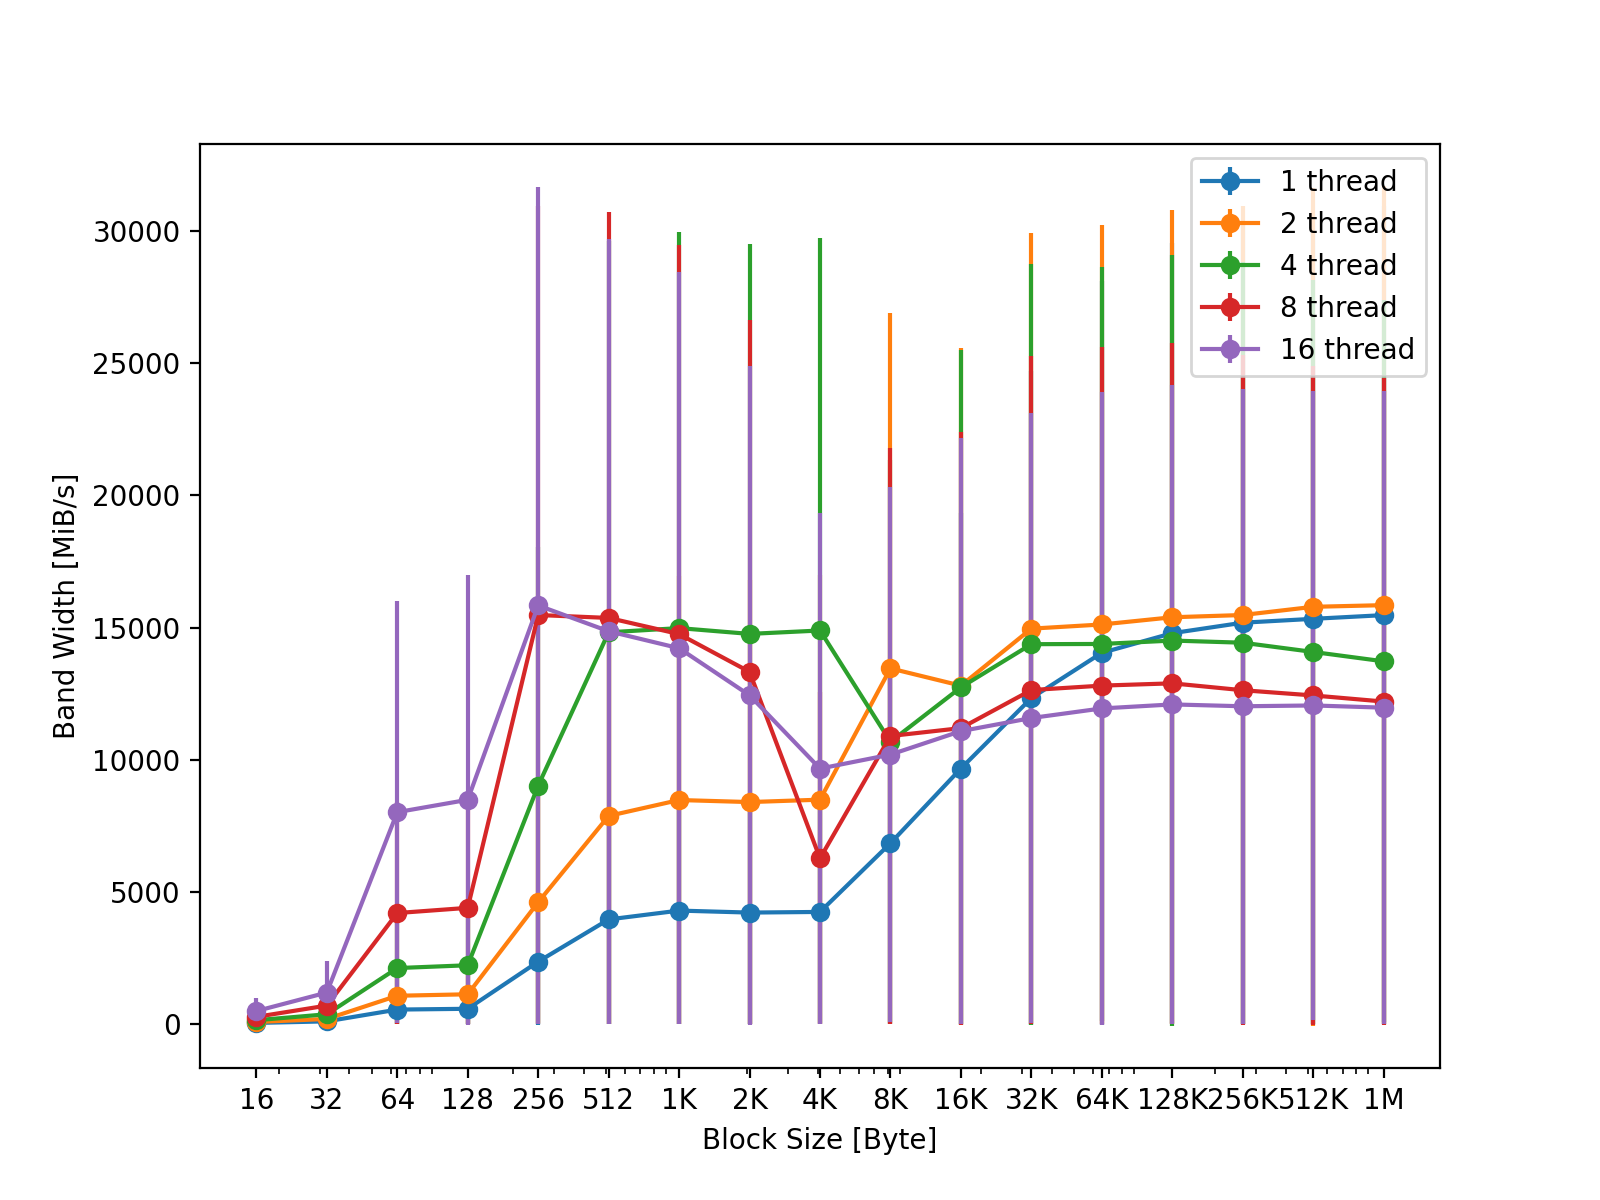 1 thread
2 thread
4 thread
8 thread
16 thread
30000
25000
20000
15000
10000
5000
0
Band Width [MiB/s]
16 32 64 128 256 512 1K 2K 4K 8K 16K 32K 64K 128K 256K 512K 1M
Block Size [Byte]